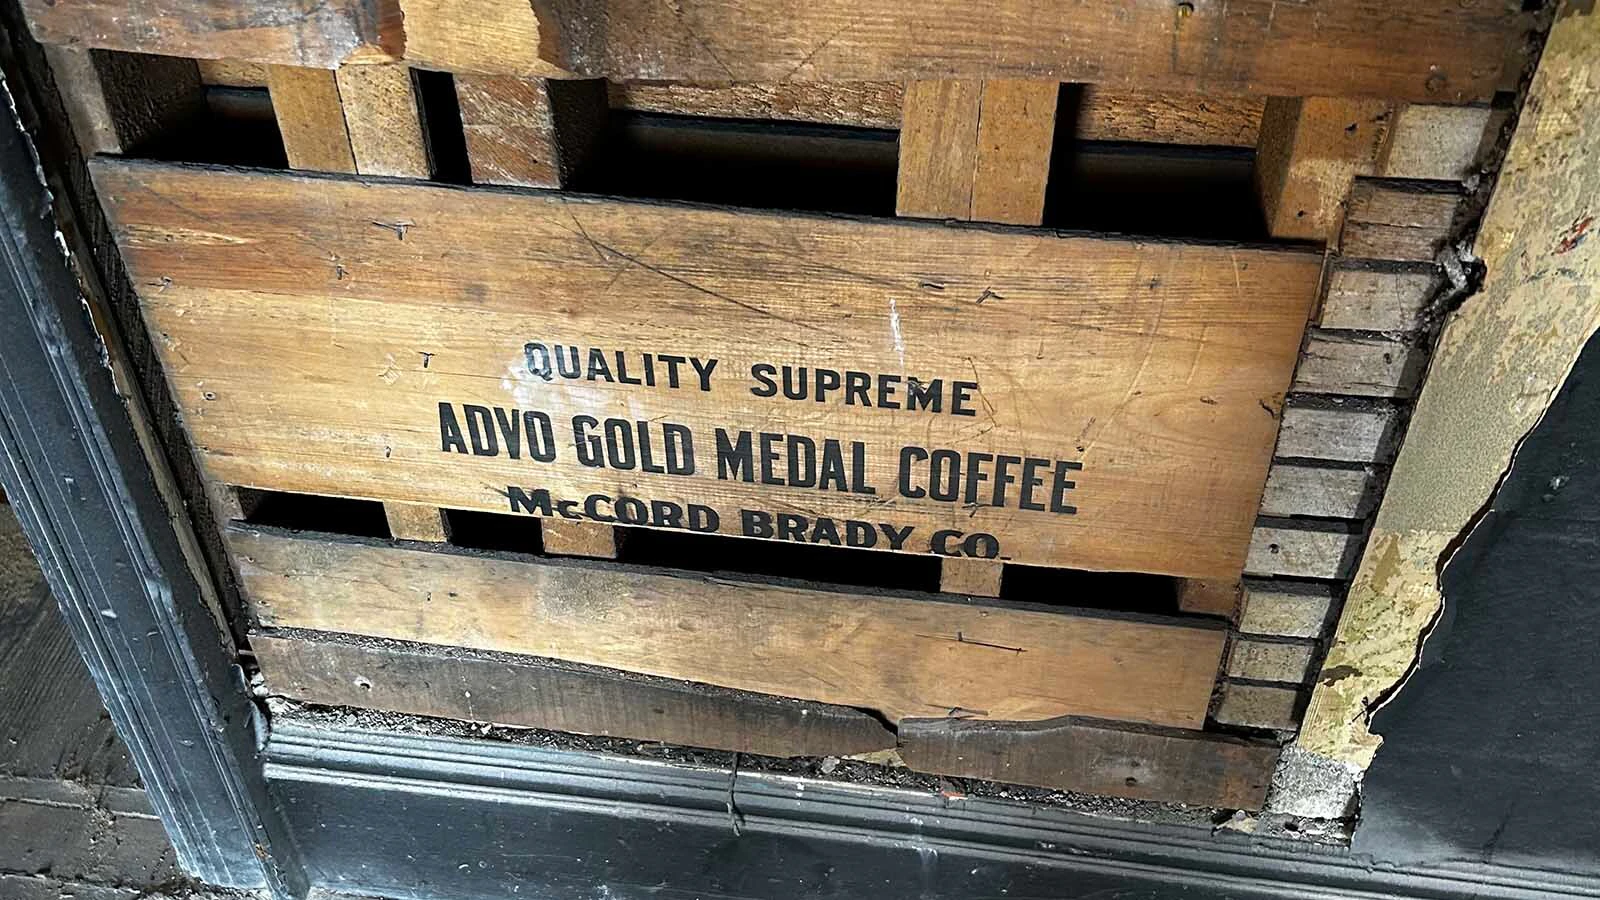 QUALITY SUPREME
ADVO GOLD MEDAL COFFEE
McCORD BRADY CO.